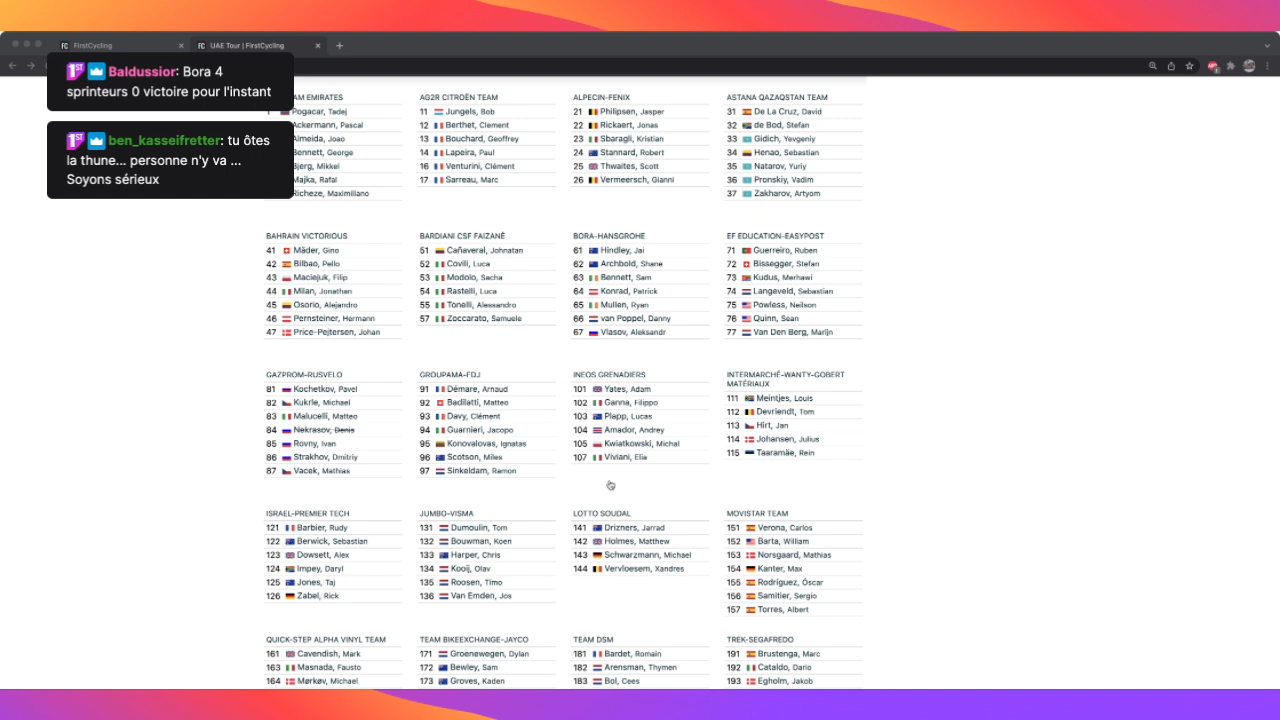 FirstCycling
UAE Tour | FirstCycling
Baldussior: Bora 4
sprinteurs 0 victoire pour l'instant
ben_kasseifretter: tu ôtes
la thune... personne n'y va ...
Soyons sérieux
EMIRATES
Pogacar, Tadej
Ackermann, Pascal
Almeida, Joao
Bennett, George
Bjerg, Mikkel
Majka, Rafal
Richeze, Maximiliano
AG2R CITROËN TEAM
11 Jungels, Bob
12 Berthet, Clement
13 Bouchard, Geoffrey
14 Lapeira, Paul
16 Venturini, Clément
17 Sarreau, Marc
ALPECIN-FENIX
21 Philipsen, Jasper
22 Rickaert, Jonas
23 Sbaragli, Kristian
24 Stannard, Robert
25 Thwaites, Scott
26 Vermeersch, Gianni
ASTANA QAZAQSTAN TEAM
31 De La Cruz, David
32 de Bod, Stefan
33 Gidich, Yevgeniy
34 Henao, Sebastian
35 Natarov, Yuriy
36 Pronskiy, Vadim
37 Zakharov, Artyom
BAHRAIN VICTORIOUS
41 Mäder, Gino
42 Bilbao, Pello
43 Maciejuk, Filip
44 Milan, Jonathan
45 Osorio, Alejandro
46 Pernsteiner, Hermann
47 Price-Pejtersen, Johan
BARDIANI CSF FAIZANÈ
51 Cañaveral, Johnatan
52 Covili, Luca
53 Modolo, Sacha
54 Rastelli, Luca
55 Tonelli, Alessandro
57 Zoccarato, Samuele
BORA-HANSGROHE
61 Hindley, Jai
62 Archbold, Shane
63 Bennett, Sam
64 Konrad, Patrick
65 Mullen, Ryan
66 van Poppel, Danny
67 Vlasov, Aleksandr
EF EDUCATION-EASYPOST
71 Guerreiro, Ruben
72 Bissegger, Stefan
73 Kudus, Merhawi
74 Langeveld, Sebastian
75 Powless, Neilson
76 Quinn, Sean
77 Van Den Berg, Marijn
GAZPROM-RUSVELO
81 Kochetkov, Pavel
82 Kukrle, Michael
83 Malucelli, Matteo
84 Nekrasov, Denis
85 Rovny, Ivan
86 Strakhov, Dmitriy
87 Vacek, Mathias
GROUPAMA-FDJ
91 Démare, Arnaud
92 Badilatti, Matteo
93 Davy, Clément
94 Guarnieri, Jacopo
95 Konovalovas, Ignatas
96 Scotson, Miles
97 Sinkeldam, Ramon
INEOS GRENADIERS
101 Yates, Adam
102 Ganna, Filippo
103 Plapp, Lucas
104 Amador, Andrey
105 Kwiatkowski, Michal
107 Viviani, Elia
INTERMARCHÉ-WANTY-GOBERT
MATÉRIAUX
111 Meintjes, Louis
112 Devriendt, Tom
113 Hirt, Jan
114 Johansen, Julius
115 Taaramäe, Rein
ISRAEL-PREMIER TECH
121 Barbier, Rudy
122 Berwick, Sebastian
123 Dowsett, Alex
124 Impey, Daryl
125 Jones, Taj
126 Zabel, Rick
JUMBO-VISMA
131 Dumoulin, Tom
132 Bouwman, Koen
133 Harper, Chris
134 Kooij, Olav
135 Roosen, Timo
136 Van Emden, Jos
LOTTO SOUDAL
141 Drizners, Jarrad
142 Holmes, Matthew
143 Schwarzmann, Michael
144 Vervloesem, Xandres
MOVISTAR TEAM
151 Verona, Carlos
152 Barta, William
153 Norsgaard, Mathias
154 Kanter, Max
155 Rodríguez, Óscar
156 Samitier, Sergio
157 Torres, Albert
QUICK-STEP ALPHA VINYL TEAM
161 Cavendish, Mark
163 Masnada, Fausto
164 Mørkøv, Michael
TEAM BIKEEXCHANGE-JAYCO
171 Groenewegen, Dylan
172 Bewley, Sam
173 Groves, Kaden
TEAM DSM
181 Bardet, Romain
182 Arensman, Thymen
183 Bol, Cees
TREK-SEGAFREDO
191 Brustenga, Marc
192 Cataldo, Dario
193 Egholm, Jakob